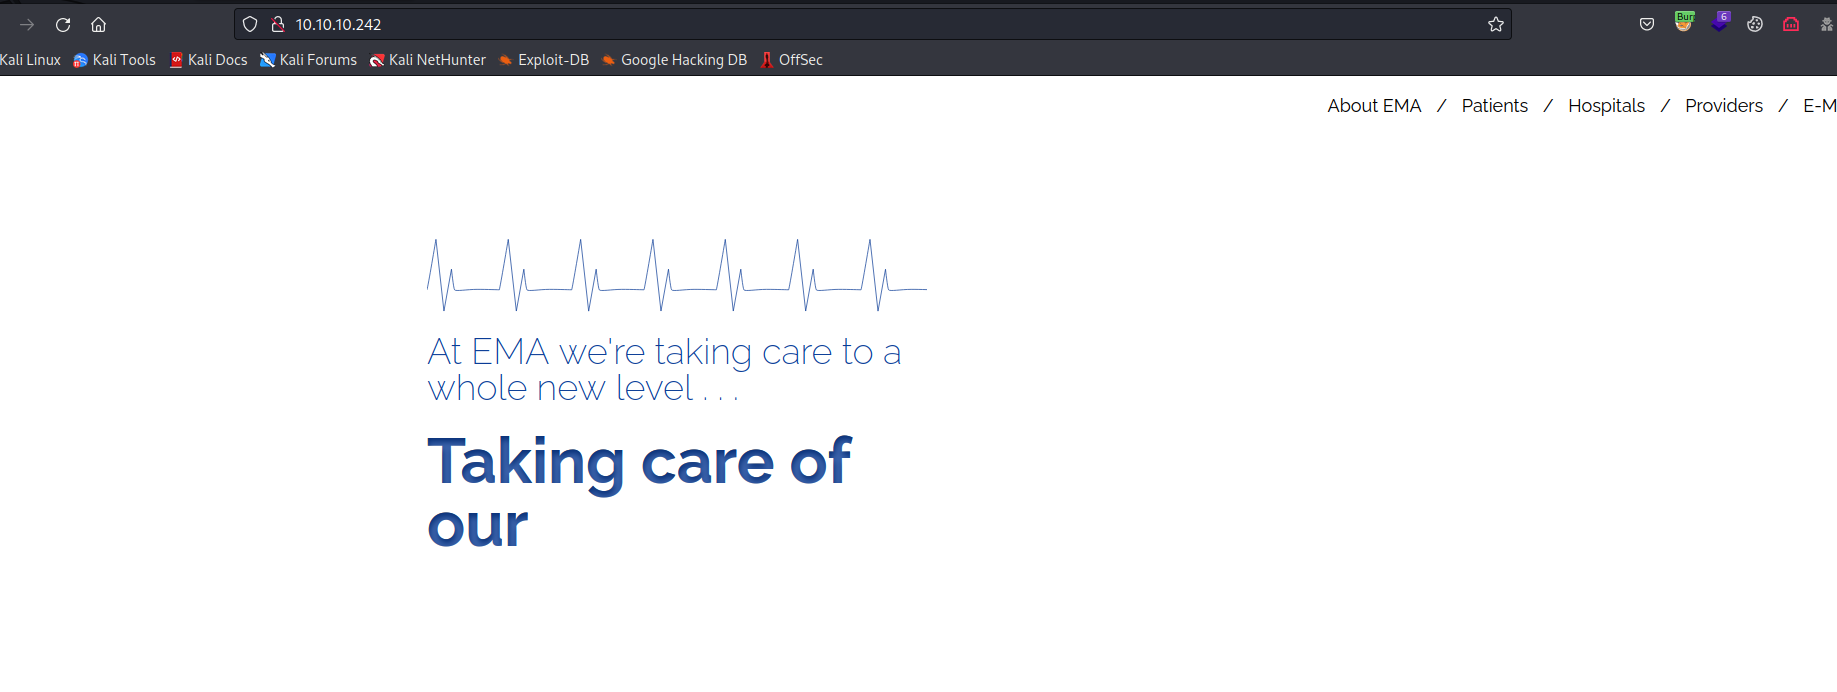 10.10.10.242
Bur
6
Kali Linux Kali Tools Kali Docs Kali Forums Kali NetHunter Exploit-DB Google Hacking DB OffSec
About EMA / Patients / Hospitals / Providers / E-M
At EMA we're taking care to a
whole new level . . .
Taking care of
our